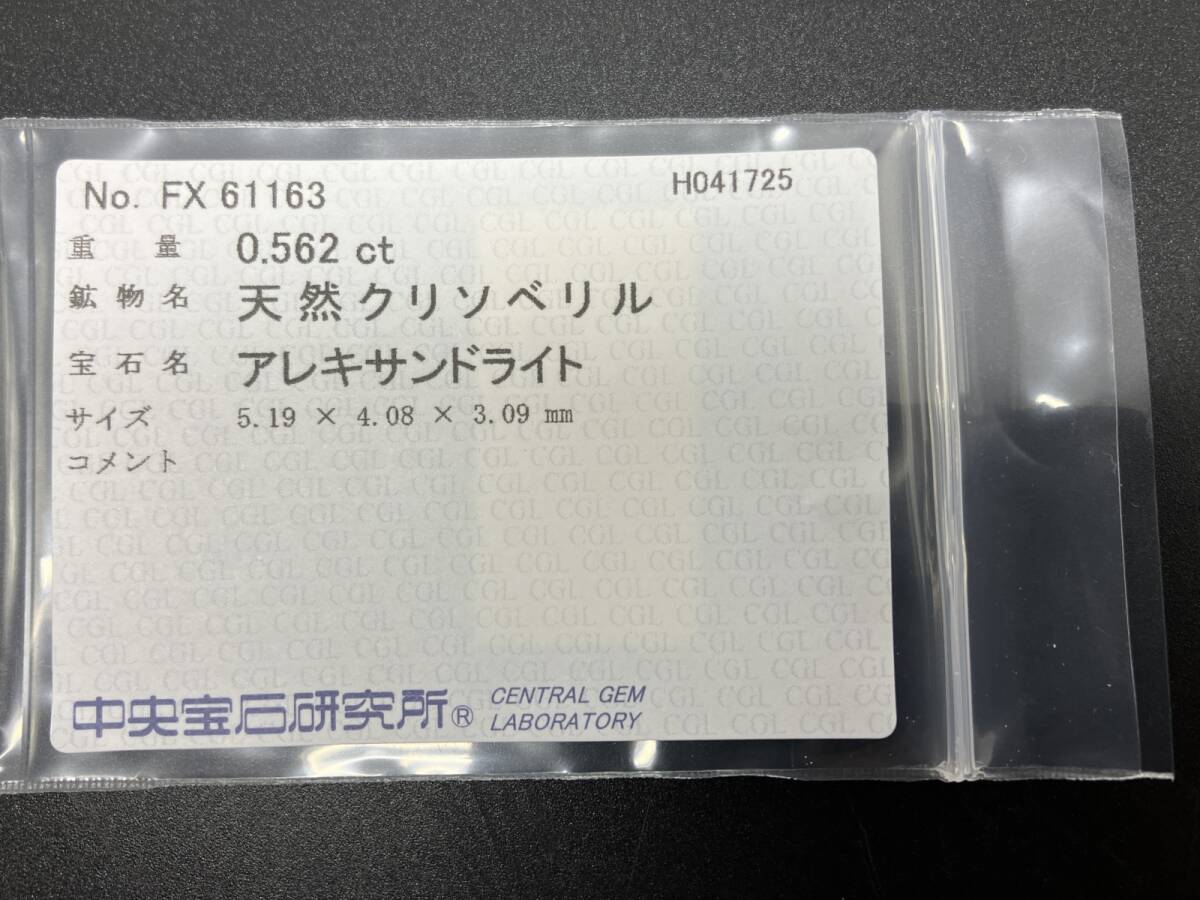 No. FX 61163 H041725
重量 0.562 ct
鉱物名 天然クリソベリル
宝石名 アレキサンドライト
サイズ 5.19 × 4.08 × 3.09 mm
コメント
中央宝石研究所® CENTRAL GEM
LABORATORY